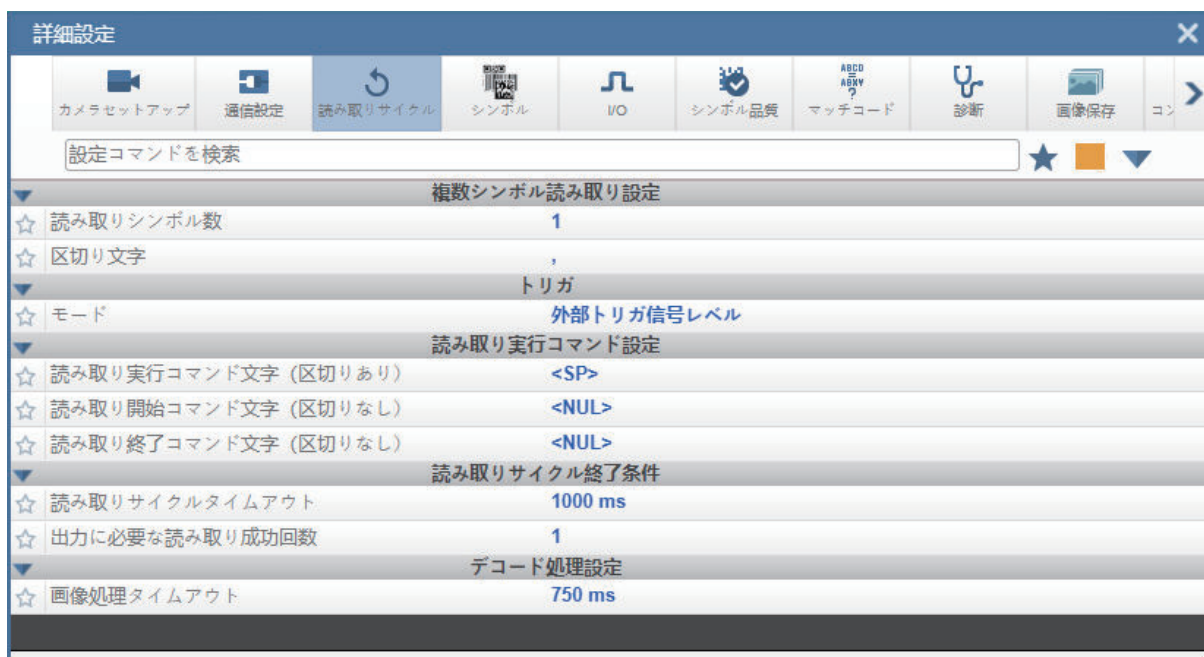 詳細設定
カメラセットアップ 通信設定 読み取りサイクル シンボル I/O シンボル品質 マッチコード 診断 画像保存 コン
ABCD
ABXY
?
設定コマンドを検索
複数シンボル読み取り設定
読み取りシンボル数 1
区切り文字 ,
トリガ
モード 外部トリガ信号レベル
読み取り実行コマンド設定
読み取り実行コマンド文字（区切りあり） <SP>
読み取り開始コマンド文字（区切りなし） <NUL>
読み取り終了コマンド文字（区切りなし） <NUL>
読み取りサイクル終了条件
読み取りサイクルタイムアウト 1000 ms
出力に必要な読み取り成功回数 1
デコード処理設定
画像処理タイムアウト 750 ms